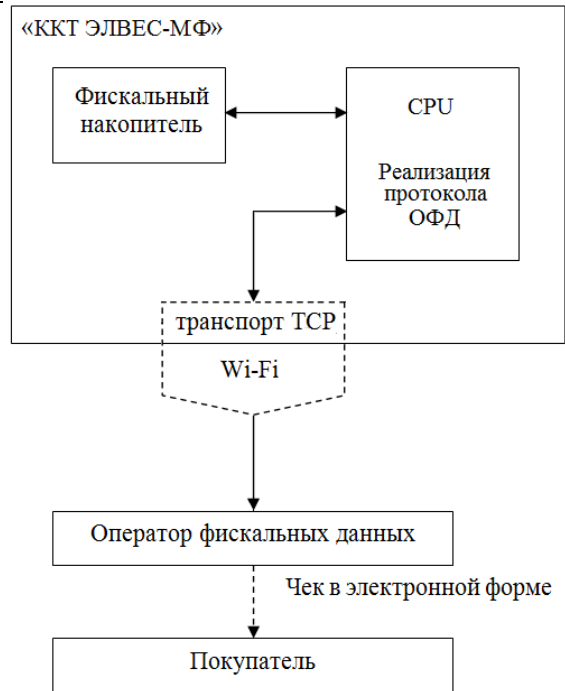 «ККТ ЭЛВЕС-МФ»
Фискальный
накопитель
CPU
Реализация
протокола
ОФД
транспорт TCP
Wi-Fi
Оператор фискальных данных
Чек в электронной форме
Покупатель